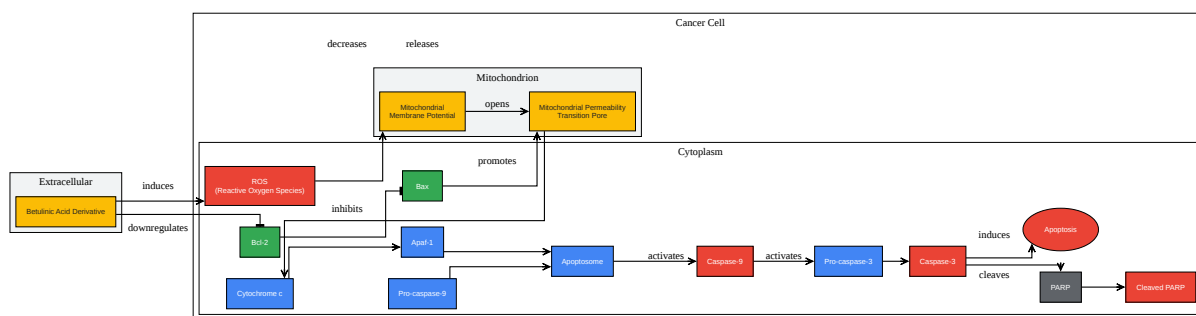 Cancer Cell
decreases
releases
Mitochondrion
Mitochondrial
Membrane Potential
opens
Mitochondrial Permeability
Transition Pore
Cytoplasm
promotes
Extracellular
Betulinic Acid Derivative
induces
downregulates
ROS
(Reactive Oxygen Species)
Bax
inhibits
Bcl-2
Apaf-1
Cytochrome c
Pro-caspase-9
Apoptosome
activates
Caspase-9
activates
Pro-caspase-3
Caspase-3
induces
Apoptosis
cleaves
PARP
Cleaved PARP